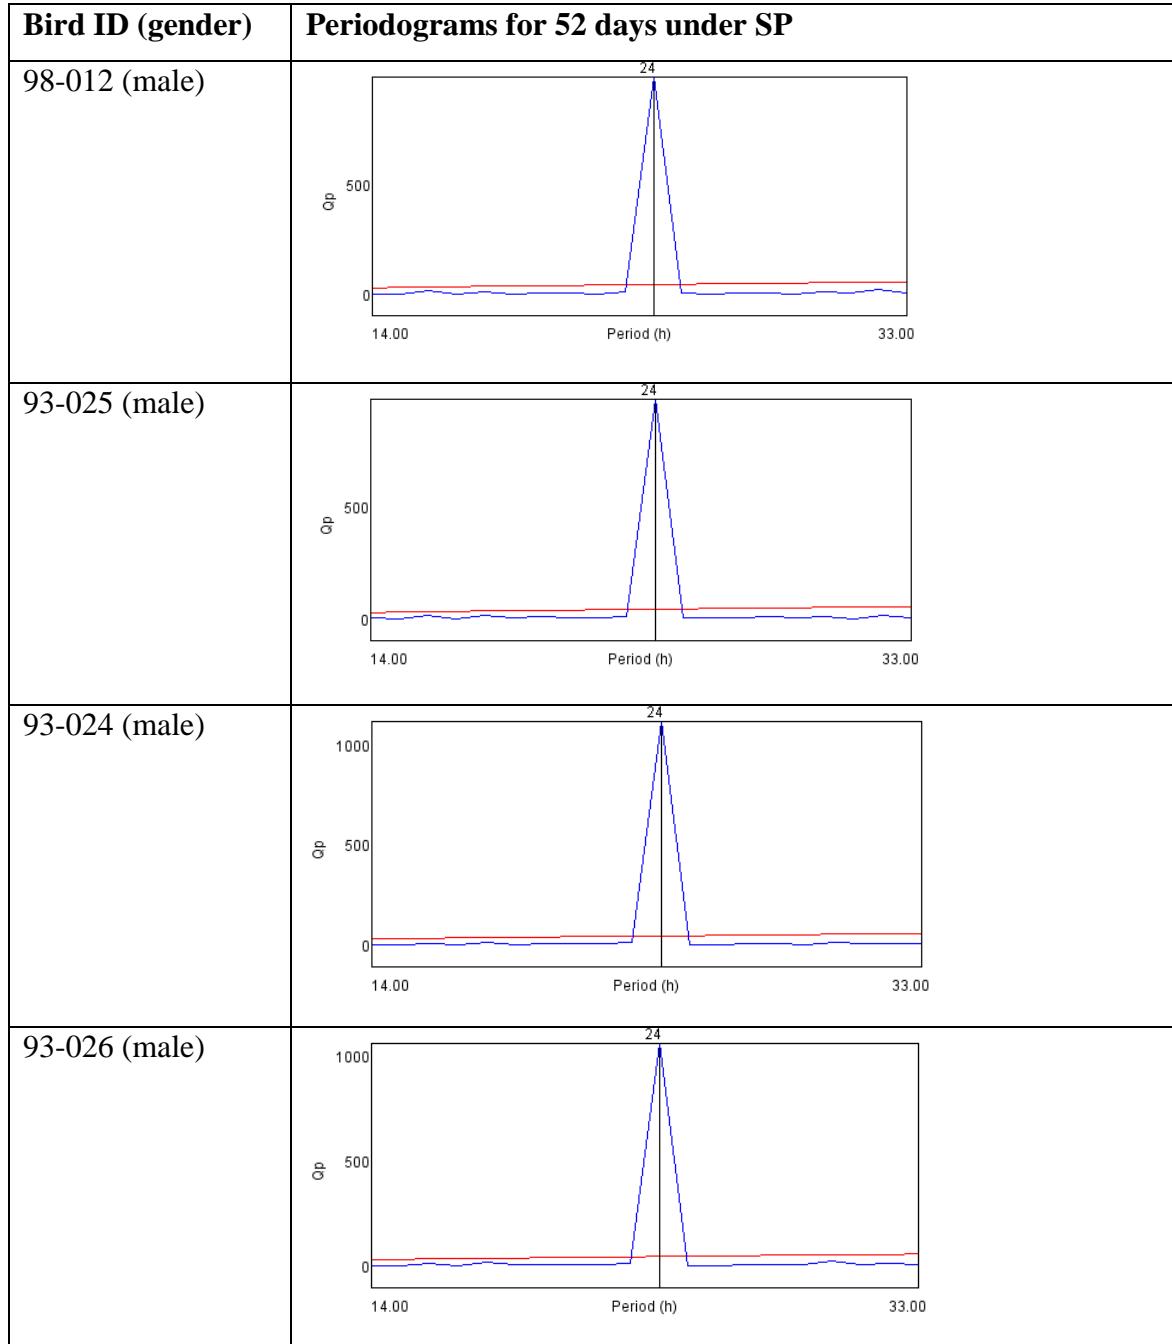 Bird ID (gender) Periodograms for 52 days under SP
98-012 (male)
24
500
Qp
0
14.00 Period (h) 33.00
93-025 (male)
24
500
Qp
0
14.00 Period (h) 33.00
93-024 (male)
24
1000
500
Qp
0
14.00 Period (h) 33.00
93-026 (male)
24
1000
500
Qp
0
14.00 Period (h) 33.00